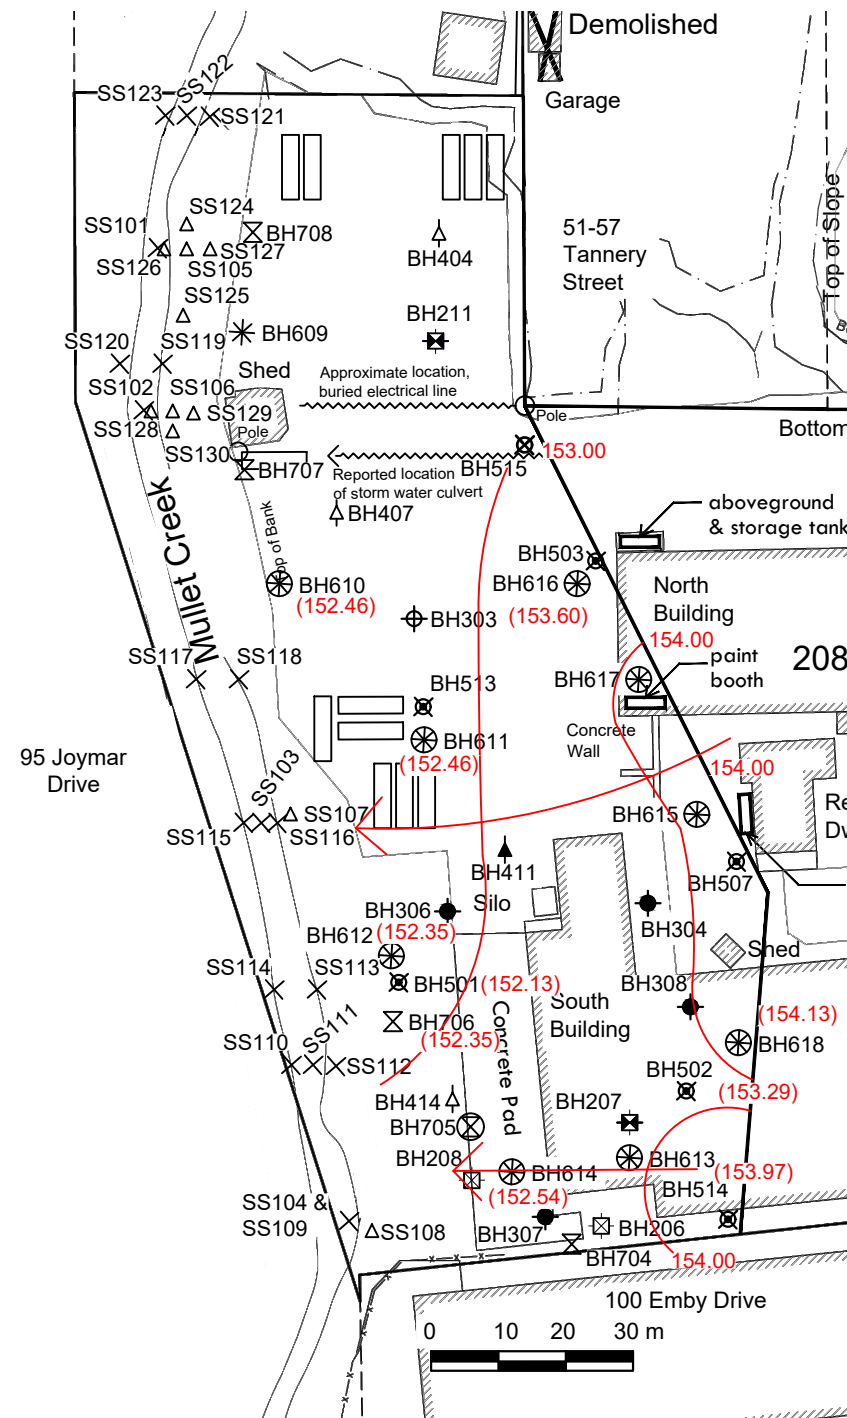 Demolished
Garage
SS123
SS122
SS121
SS124
SS101
BH708
SS127
SS126
SS105
BH404
51-57
Tannery
Street
Top of Slope
SS125
BH211
BH609
SS120
SS119
Shed
Approximate location,
buried electrical line
SS102
SS106
SS129
SS128
Pole
Pole
Bottom
SS130
BH515
153.00
BH707
Reported location
of storm water culvert
BH407
aboveground
& storage tank
Mullet Creek
Top of Bank
BH503
BH610
BH616
(152.46)
(153.60)
North
Building
BH303
154.00
208
SS117
SS118
paint
booth
BH617
BH513
Concrete
Wall
BH611
(152.46)
154.00
95 Joymar
Drive
SS103
SS107
SS115
SS116
BH615
Re
Dw
BH411
BH507
BH306
Silo
(152.35)
BH304
BH612
Shed
SS114
SS113
BH501
(152.13)
BH308
South
Building
(154.13)
BH706
Concrete Pad
SS110
SS111
(152.35)
BH618
SS112
BH502
(153.29)
BH414
BH207
BH705
BH208
BH614
BH613
(153.97)
(152.54)
BH514
SS104 &
SS109
SS108
BH307
BH206
BH704
154.00
100 Emby Drive
0 10 20 30 m